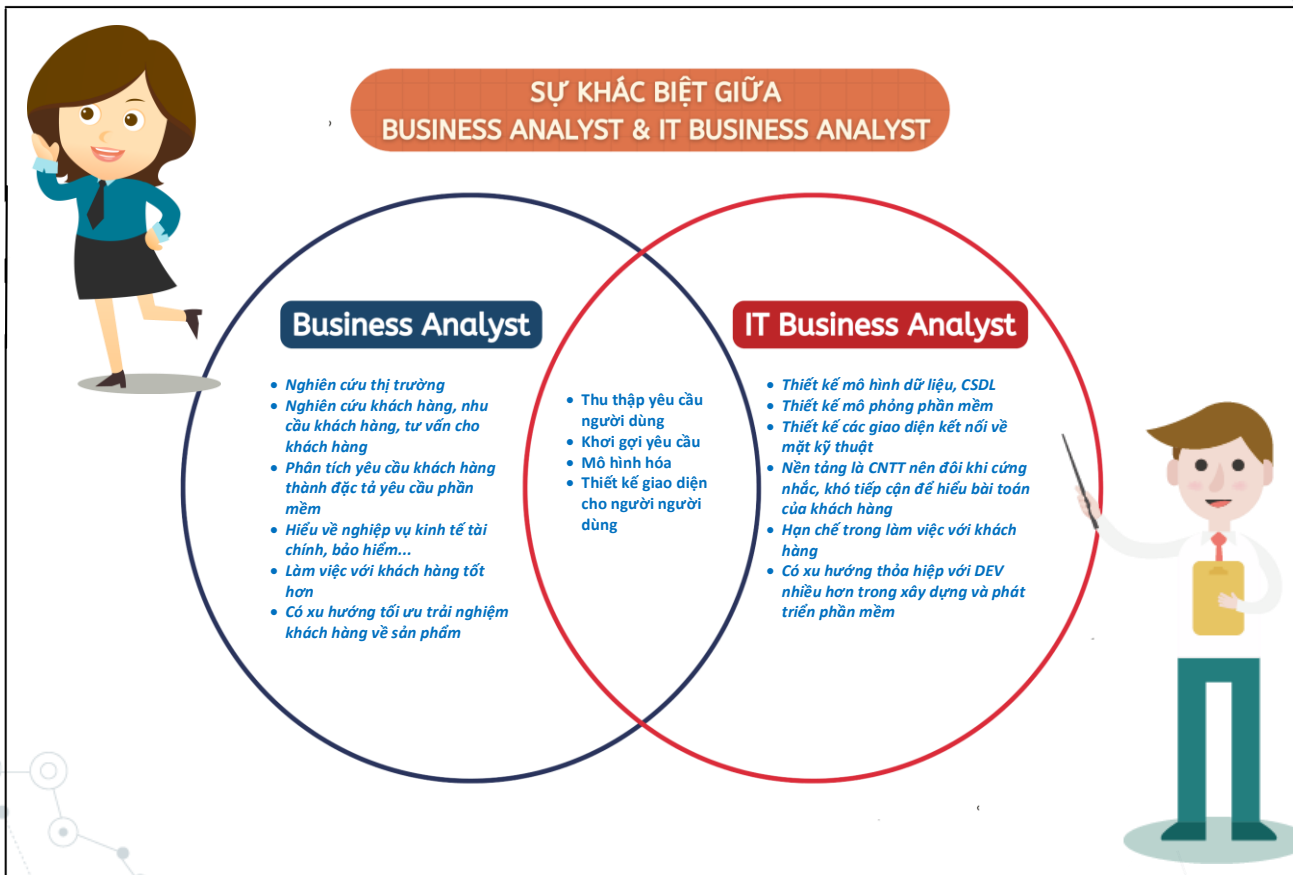 SỰ KHÁC BIỆT GIỮA
BUSINESS ANALYST & IT BUSINESS ANALYST
Business Analyst
• Nghiên cứu thị trường
• Nghiên cứu khách hàng, nhu
cầu khách hàng, tư vấn cho
khách hàng
• Phân tích yêu cầu khách hàng
thành đặc tả yêu cầu phần
mềm
• Hiểu về nghiệp vụ kinh tế tài
chính, bảo hiểm...
• Làm việc với khách hàng tốt
hơn
• Có xu hướng tối ưu trải nghiệm
khách hàng về sản phẩm
• Thu thập yêu cầu
người dùng
• Khơi gợi yêu cầu
• Mô hình hóa
• Thiết kế giao diện
cho người người
dùng
IT Business Analyst
• Thiết kế mô hình dữ liệu, CSDL
• Thiết kế mô phỏng phần mềm
• Thiết kế các giao diện kết nối về
mặt kỹ thuật
• Nền tảng là CNTT nên đôi khi cứng
nhắc, khó tiếp cận để hiểu bài toán
của khách hàng
• Hạn chế trong làm việc với khách
hàng
• Có xu hướng thỏa hiệp với DEV
nhiều hơn trong xây dựng và phát
triển phần mềm